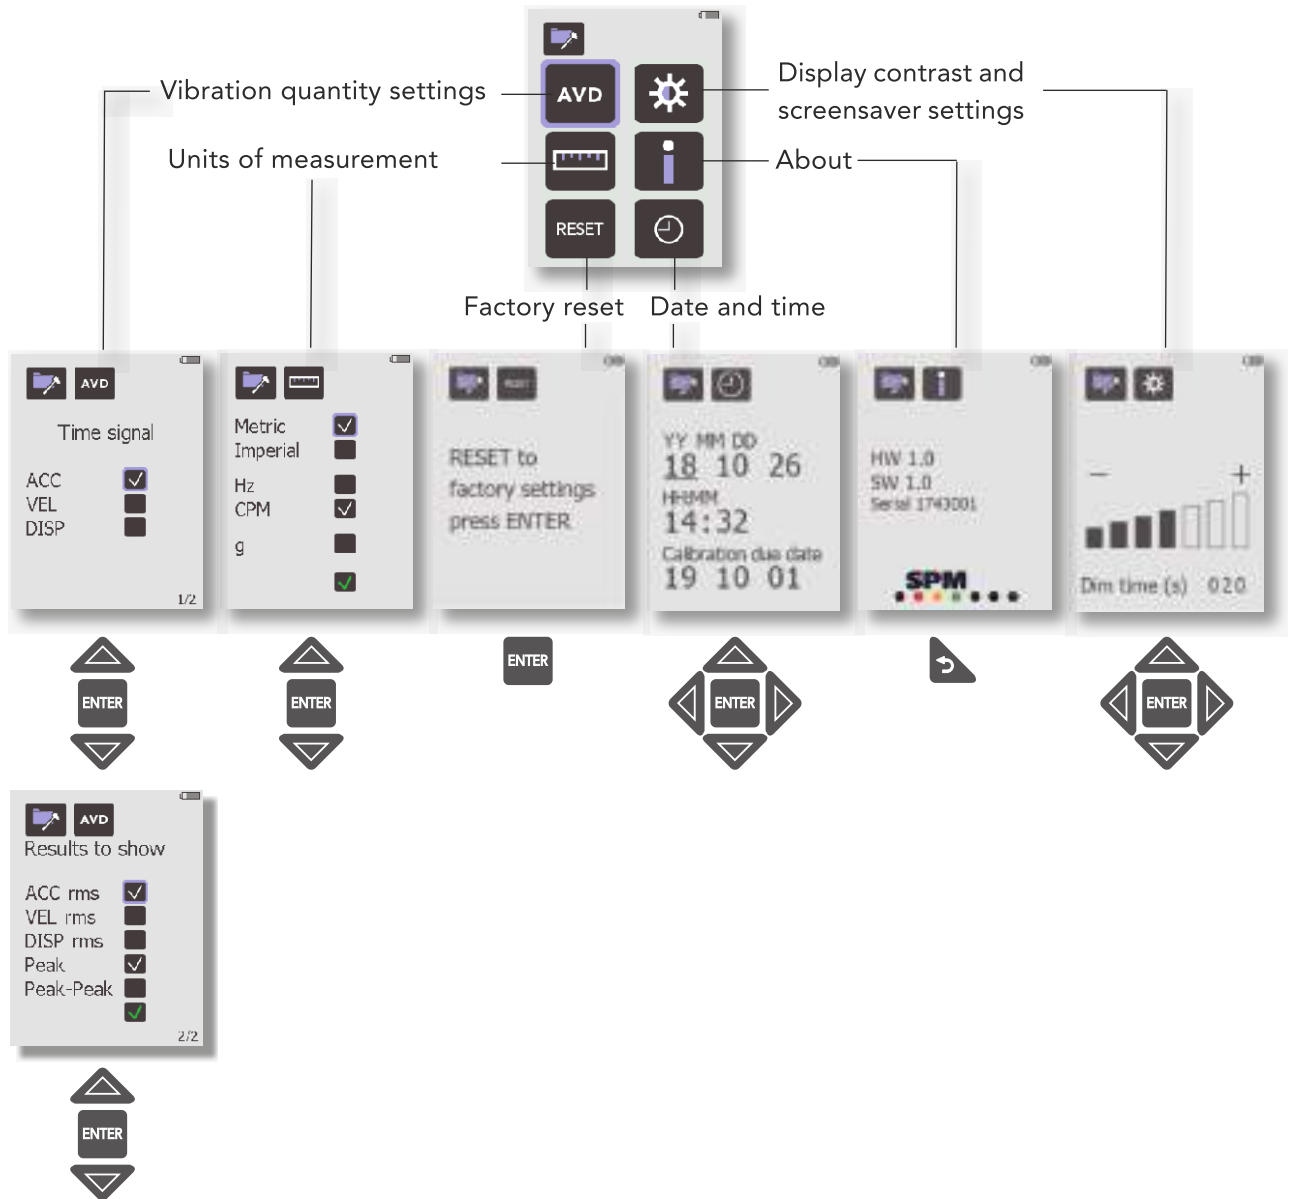 Vibration quantity settings
Units of measurement
AVD
RESET
Display contrast and
screensaver settings
About
Factory reset
Date and time
AVD
Time signal
ACC
VEL
DISP
1/2
Metric
Imperial
Hz
CPM
g
RESET
RESET to
factory settings
press ENTER
YY MM DD
18 10 26
HH:MM
14:32
Calibration due date
19 10 01
HW 1.0
SW 1.0
Serial 1743001
SPM
− +
Dim time (s) 020
ENTER
ENTER
ENTER
ENTER
ENTER
AVD
Results to show
ACC rms
VEL rms
DISP rms
Peak
Peak-Peak
2/2
ENTER